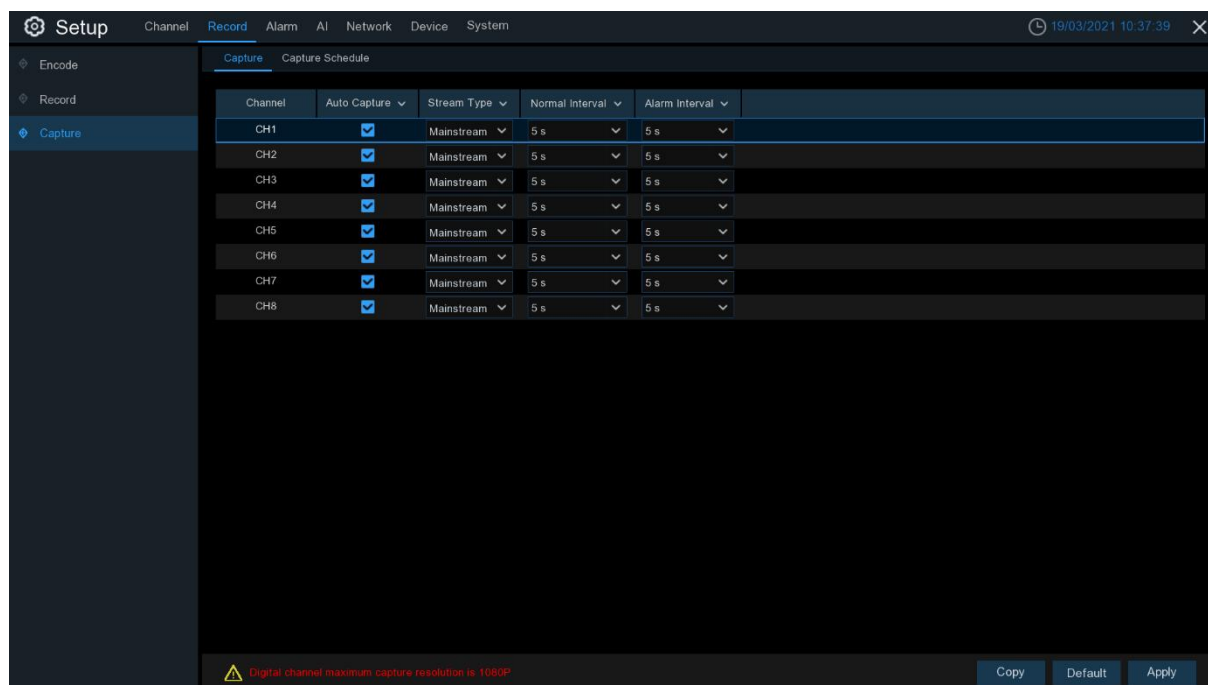 Setup Channel Record Alarm AI Network Device System 19/03/2021 10:37:39
Encode
Record
Capture
Capture Capture Schedule
Channel Auto Capture Stream Type Normal Interval Alarm Interval
CH1 Mainstream 5 s 5 s
CH2 Mainstream 5 s 5 s
CH3 Mainstream 5 s 5 s
CH4 Mainstream 5 s 5 s
CH5 Mainstream 5 s 5 s
CH6 Mainstream 5 s 5 s
CH7 Mainstream 5 s 5 s
CH8 Mainstream 5 s 5 s
Digital channel maximum capture resolution is 1080P
Copy Default Apply